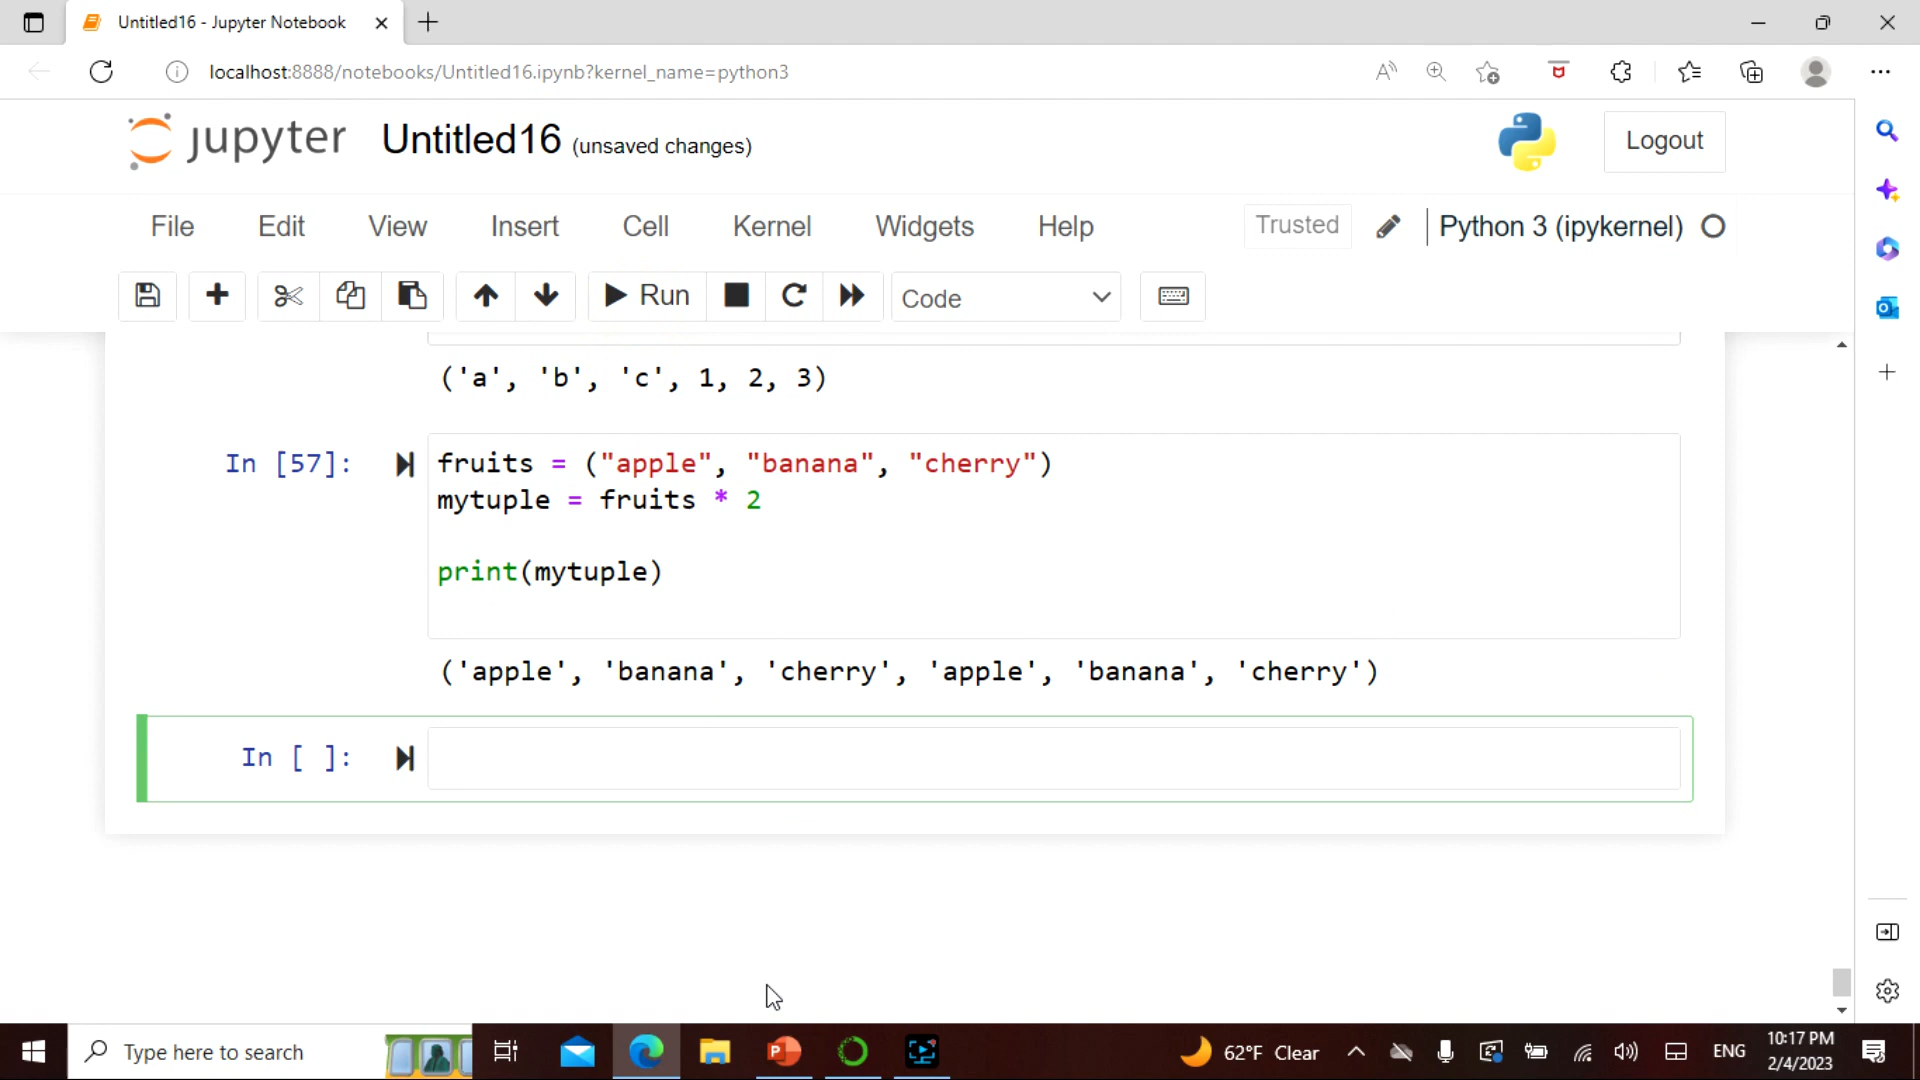 Untitled16 - Jupyter Notebook
localhost:8888/notebooks/Untitled16.ipynb?kernel_name=python3
jupyter Untitled16 (unsaved changes)
Logout
File Edit View Insert Cell Kernel Widgets Help
Trusted Python 3 (ipykernel)
Run Code
('a', 'b', 'c', 1, 2, 3)
In [57]: fruits = ("apple", "banana", "cherry")
mytuple = fruits * 2
print(mytuple)
('apple', 'banana', 'cherry', 'apple', 'banana', 'cherry')
In [ ]:
Type here to search
62°F Clear
ENG
10:17 PM
2/4/2023